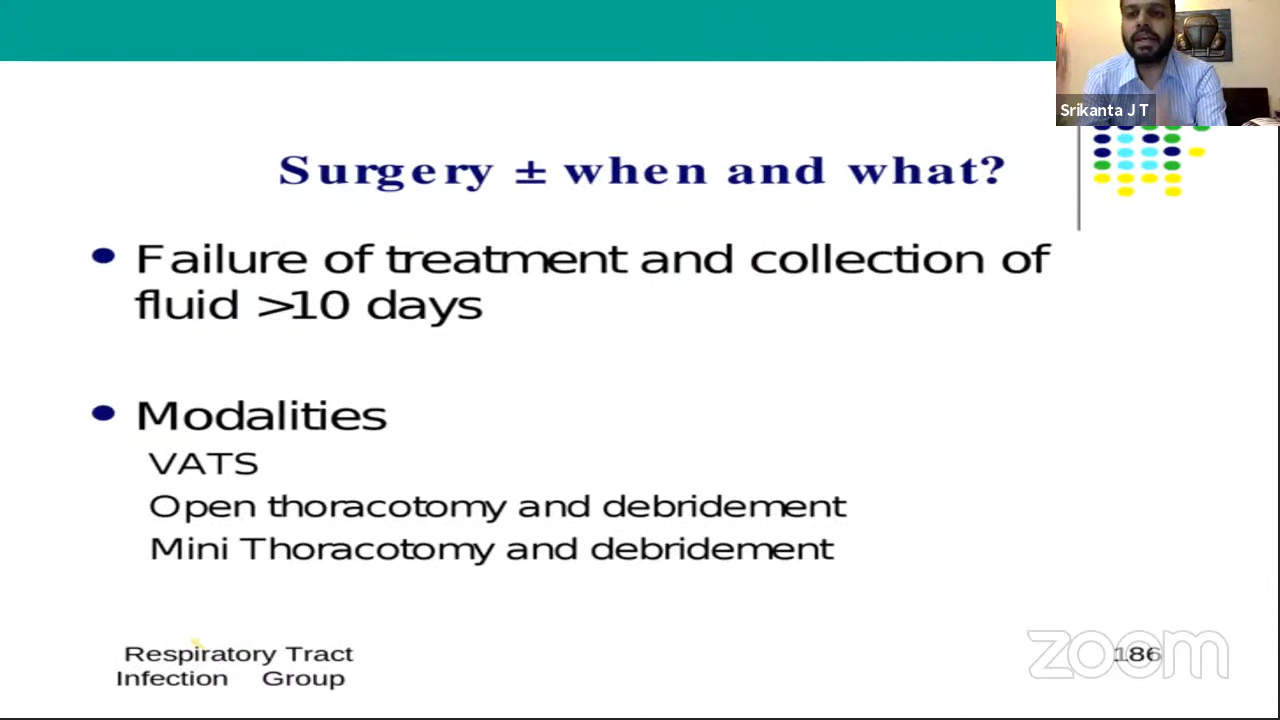 Srikanta J T
Surgery ± when and what?
Failure of treatment and collection of
fluid >10 days
Modalities
VATS
Open thoracotomy and debridement
Mini Thoracotomy and debridement
Respiratory Tract
Infection Group
zoom
186